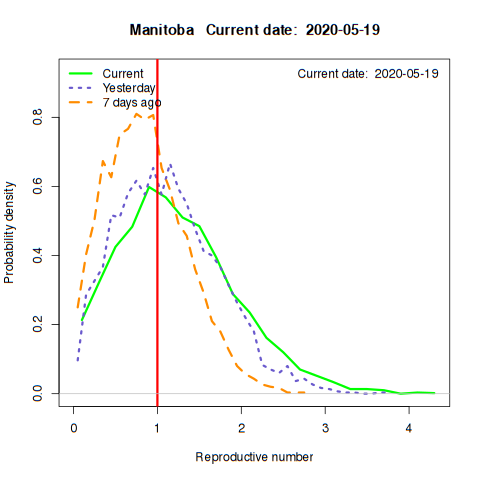 Manitoba   Current date:  2020-05-19
Current
Yesterday
7 days ago
Current date:  2020-05-19
Probability density
0.8
0.6
0.4
0.2
0.0
0 1 2 3 4
Reproductive number